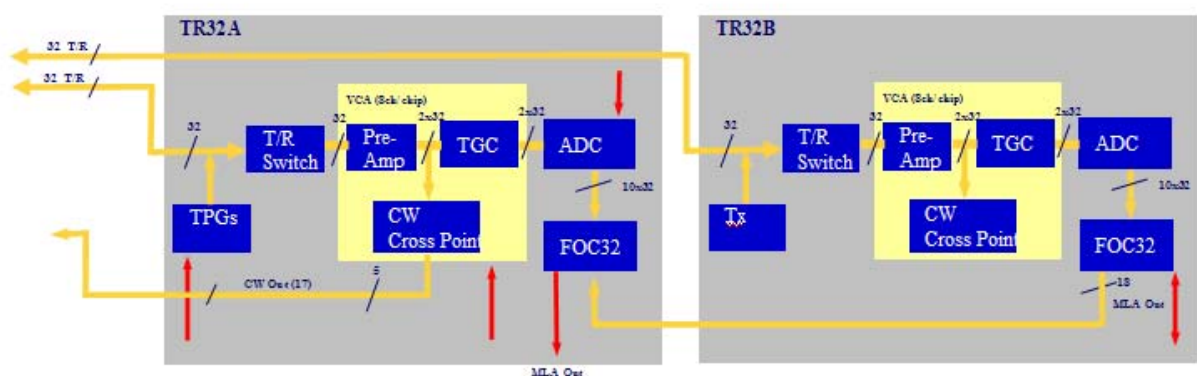 TR32A
TR32B
32 T/R
32 T/R
VCA (8ch/chip)
VCA (8ch/chip)
32
T/R
Switch
32
Pre-
Amp
2x32
TGC
2x32
ADC
10x32
TPGs
CW
Cross Point
FOC32
CW Out (17)
5
MLA Out
32
T/R
Switch
32
Pre-
Amp
2x32
TGC
2x32
ADC
10x32
Tx
CW
Cross Point
FOC32
18
MLA Out